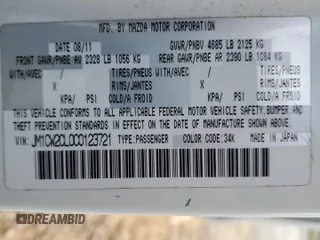 MFD. BY MAZDA MOTOR CORPORATION
DATE 08/11 GVWR/PNBV 4685 LB 2125 KG
FRONT GAWR/PNBE AV 2328 LB 1056 KG REAR GAWR/PNBE AR 2390 LB 1084 KG
WITH/AVEC TIRES/PNEUS WITH/AVEC TIRES/PNEUS
X RIMS/JANTES X RIMS/JANTES
KPA/ PSI COLD/FROID KPA/ PSI COLD/FROID
THIS VEHICLE CONFORMS TO ALL APPLICABLE FEDERAL MOTOR VEHICLE SAFETY, BUMPER, AND
THEFT PREVENTION STANDARDS IN EFFECT ON THE DATE OF MANUFACTURE SHOWN ABOVE.
VIN: JM1CW2CL0C0123721 TYPE:PASSENGER COLOR CODE:34K MADE IN JAPAN
DREAMBID.COM